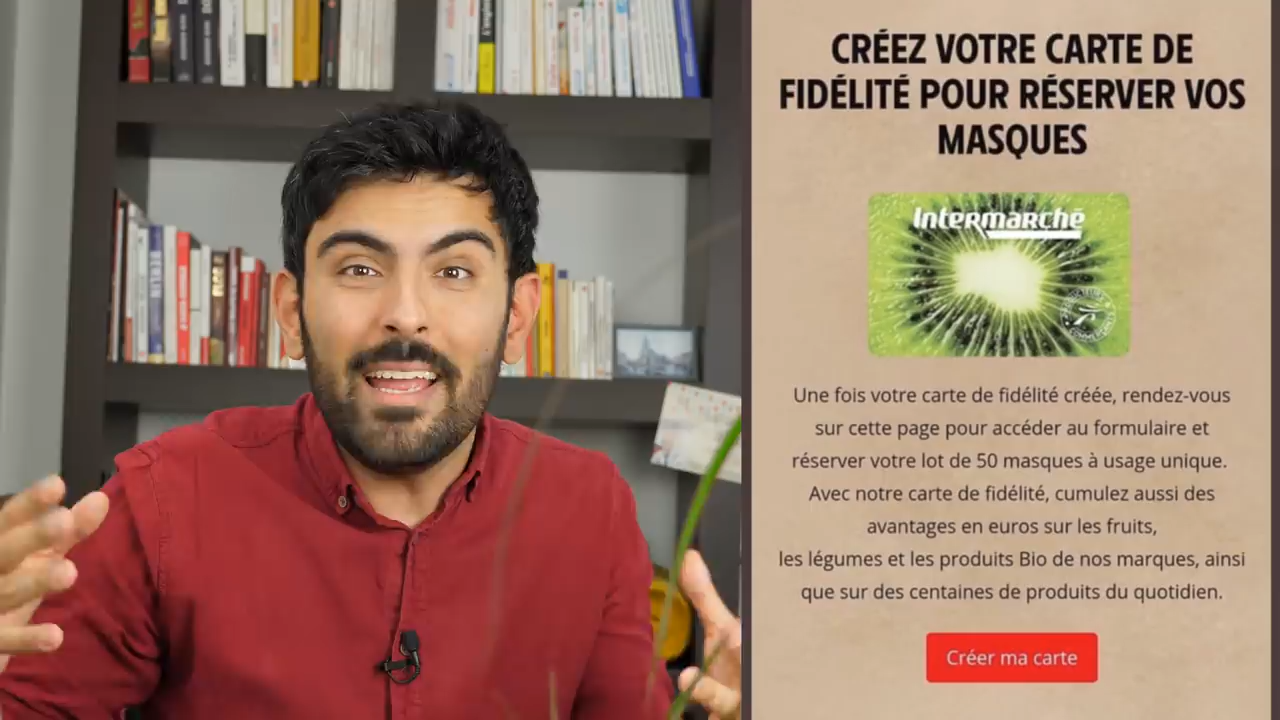 CRÉEZ VOTRE CARTE DE
FIDÉLITÉ POUR RÉSERVER VOS
MASQUES
Intermarché
Une fois votre carte de fidélité créée, rendez-vous
sur cette page pour accéder au formulaire et
réserver votre lot de 50 masques à usage unique.
Avec notre carte de fidélité, cumulez aussi des
avantages en euros sur les fruits,
les légumes et les produits Bio de nos marques, ainsi
que sur des centaines de produits du quotidien.
Créer ma carte